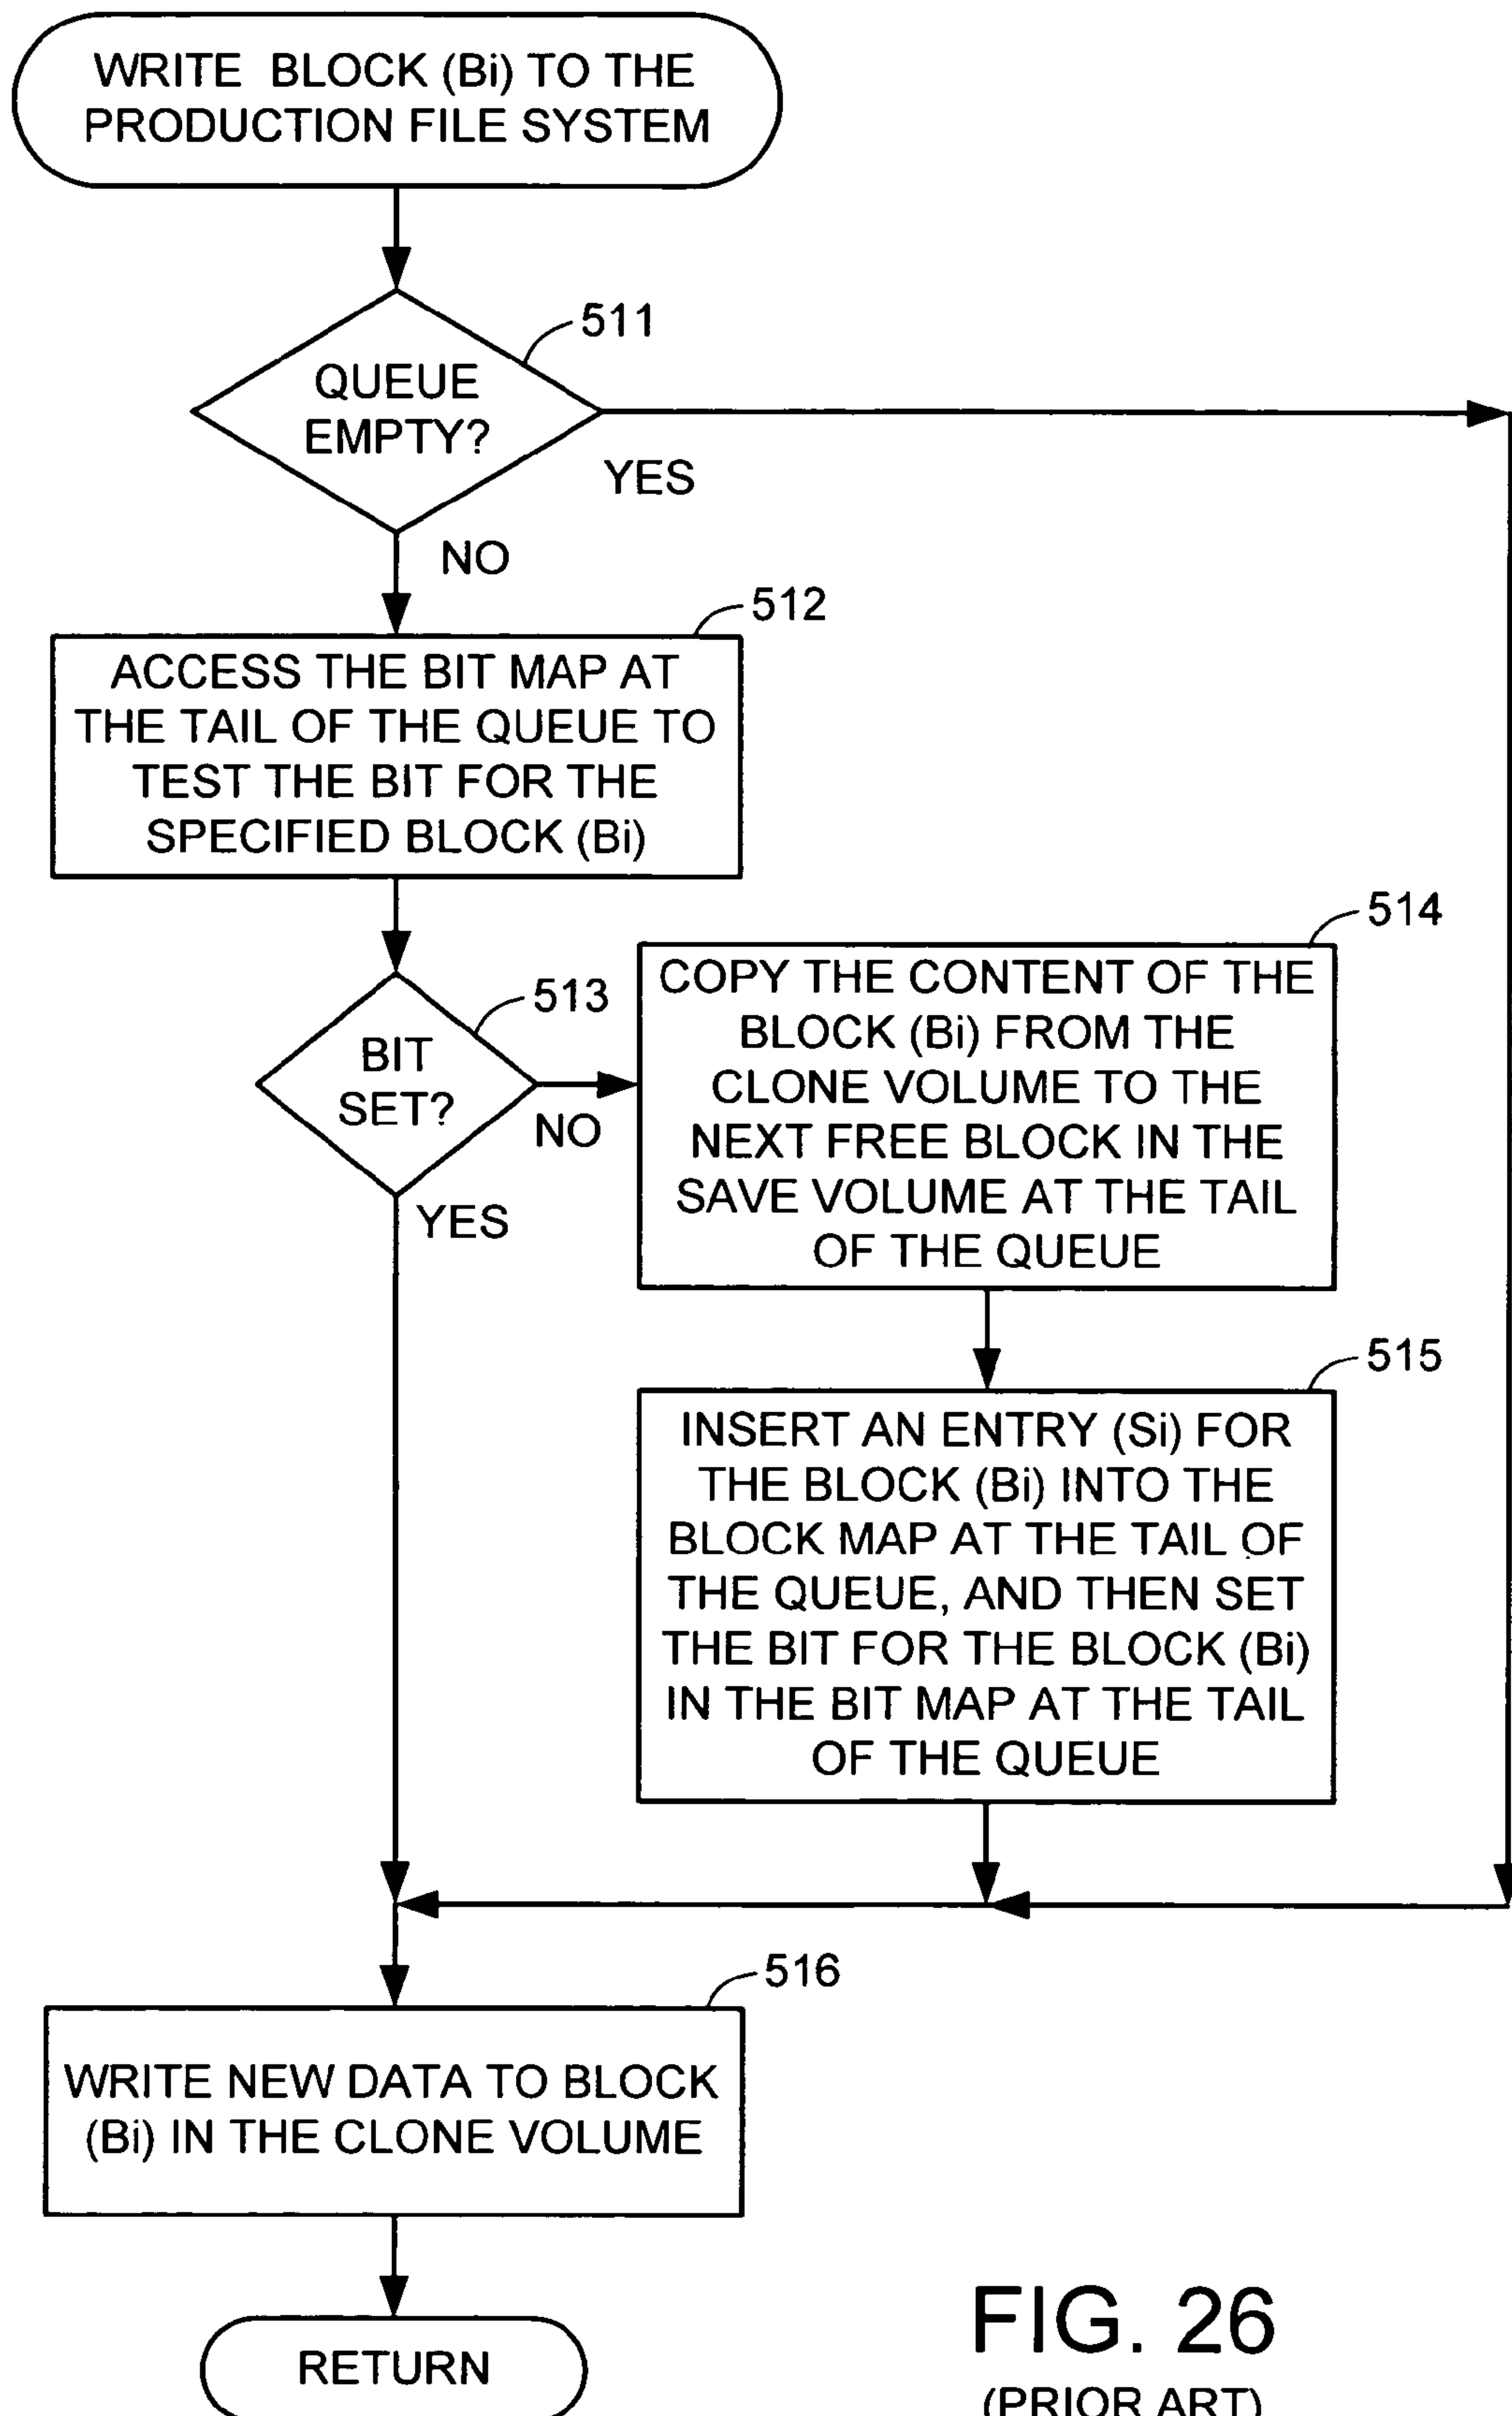 WRITE BLOCK (Bi) TO THE
PRODUCTION FILE SYSTEM
511
QUEUE
EMPTY?
YES
NO
512
ACCESS THE BIT MAP AT
THE TAIL OF THE QUEUE TO
TEST THE BIT FOR THE
SPECIFIED BLOCK (Bi)
513
BIT
SET?
NO
YES
514
COPY THE CONTENT OF THE
BLOCK (Bi) FROM THE
CLONE VOLUME TO THE
NEXT FREE BLOCK IN THE
SAVE VOLUME AT THE TAIL
OF THE QUEUE
515
INSERT AN ENTRY (Si) FOR
THE BLOCK (Bi) INTO THE
BLOCK MAP AT THE TAIL OF
THE QUEUE, AND THEN SET
THE BIT FOR THE BLOCK (Bi)
IN THE BIT MAP AT THE TAIL
OF THE QUEUE
516
WRITE NEW DATA TO BLOCK
(Bi) IN THE CLONE VOLUME
RETURN
FIG. 26
(PRIOR ART)